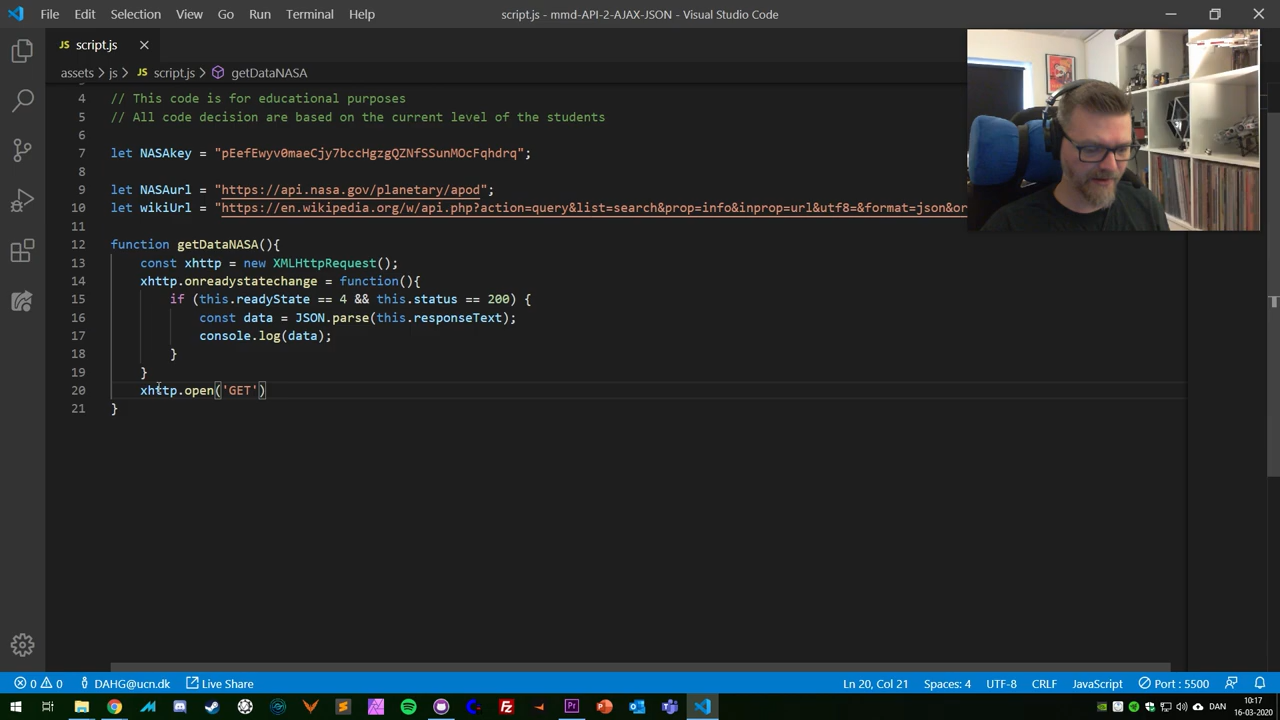 File Edit Selection View Go Run Terminal Help
script.js - mmd-API-2-AJAX-JSON - Visual Studio Code
JS script.js
assets > js > JS script.js > getDataNASA
4 // This code is for educational purposes
5 // All code decision are based on the current level of the students
6
7 let NASAkey = "pEefEwyv0maeCjy7bccHgzgQZNfSSunMOcFqhdrq";
8
9 let NASAurl = "https://api.nasa.gov/planetary/apod";
10 let wikiUrl = "https://en.wikipedia.org/w/api.php?action=query&list=search&prop=info&inprop=url&utf8=&format=json&or
11
12 function getDataNASA(){
13 const xhttp = new XMLHttpRequest();
14 xhttp.onreadystatechange = function(){
15 if (this.readyState == 4 && this.status == 200) {
16 const data = JSON.parse(this.responseText);
17 console.log(data);
18 }
19 }
20 xhttp.open('GET')
21 }
0 0 DAHG@ucn.dk Live Share
Ln 20, Col 21 Spaces: 4 UTF-8 CRLF JavaScript Port : 5500
DAN
10:17
16-03-2020